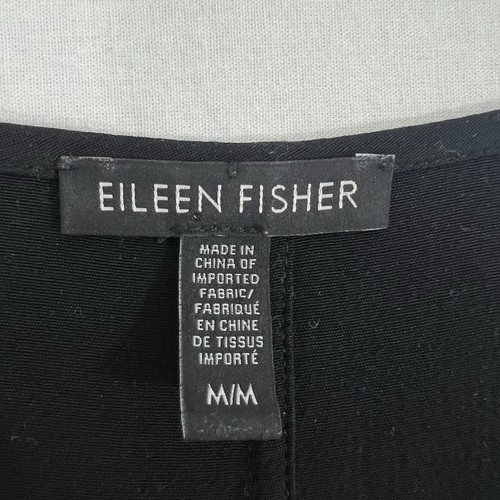 EILEEN FISHER
MADE IN
CHINA OF
IMPORTED
FABRIC/
FABRIQUÉ
EN CHINE
DE TISSUS
IMPORTÉ
M/M